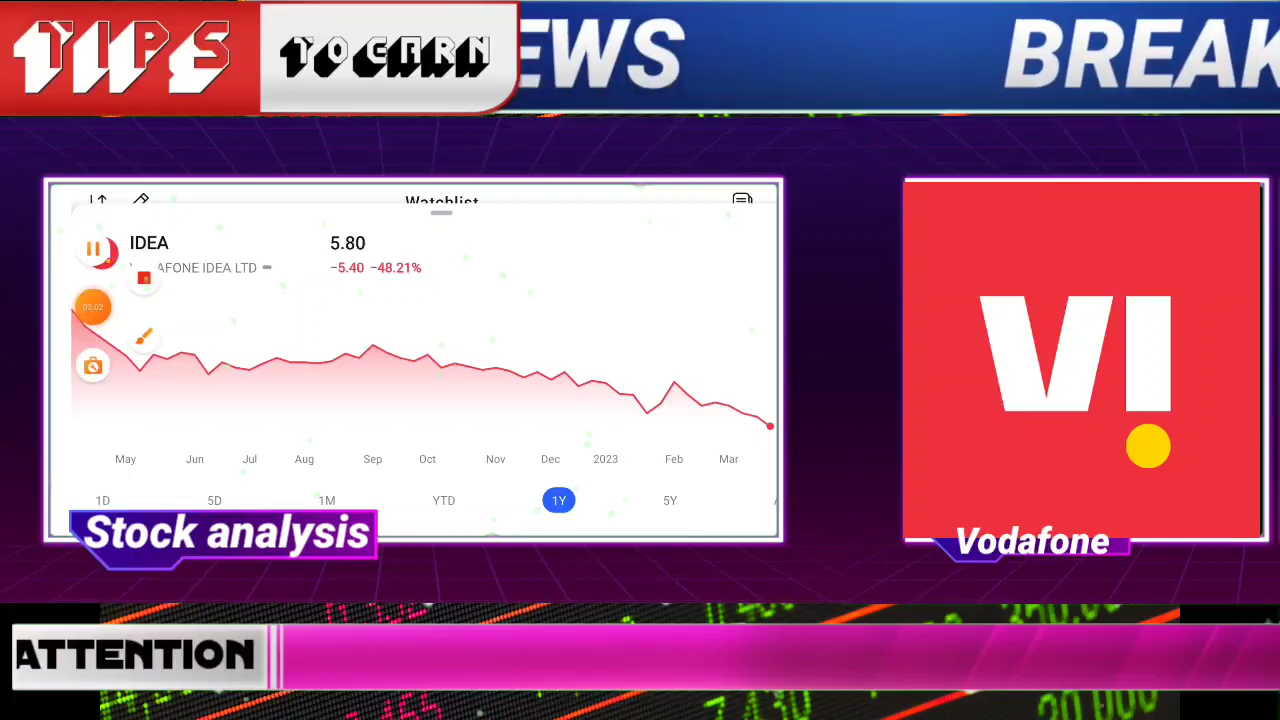 TIPS
TO EARN
EWS
BREAK
Watchlist
IDEA
5.80
AFONE IDEA LTD
−5.40 −48.21%
00:02
May Jun Jul Aug Sep Oct Nov Dec 2023 Feb Mar
1D 5D 1M YTD 1Y 5Y
Stock analysis
VI
Vodafone
ATTENTION